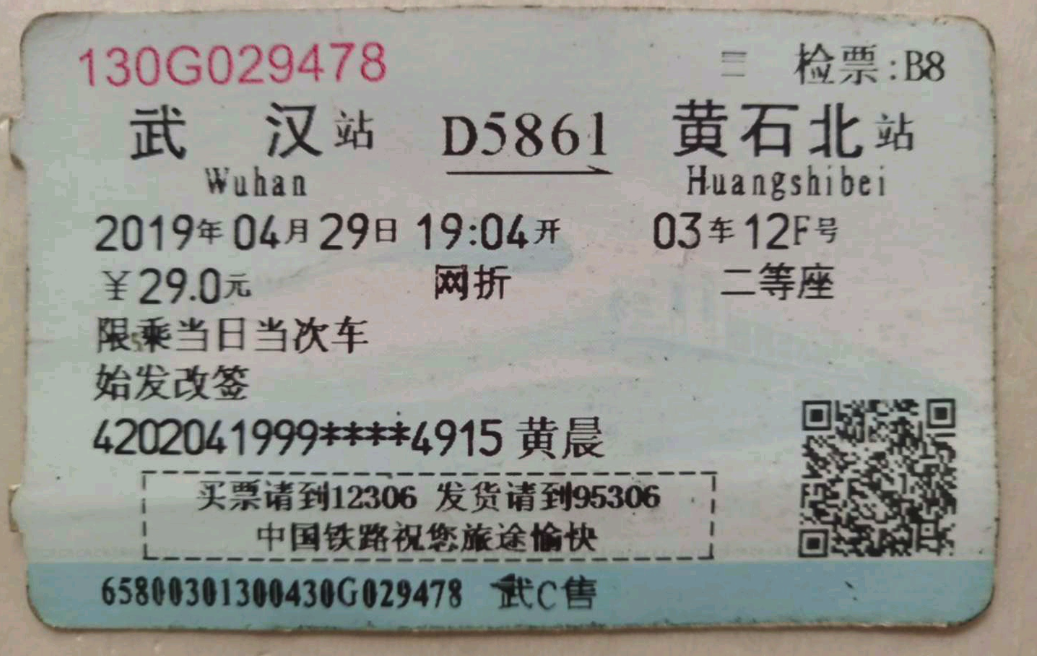 130G029478 检票:B8
武汉站 D5861 黄石北站
Wuhan Huangshibei
2019年04月29日 19:04开 03车12F号
￥29.0元 网折 二等座
限乘当日当次车
始发改签
4202041999****4915 黄晨
买票请到12306 发货请到95306
中国铁路祝您旅途愉快
65800301300430G029478 武C售